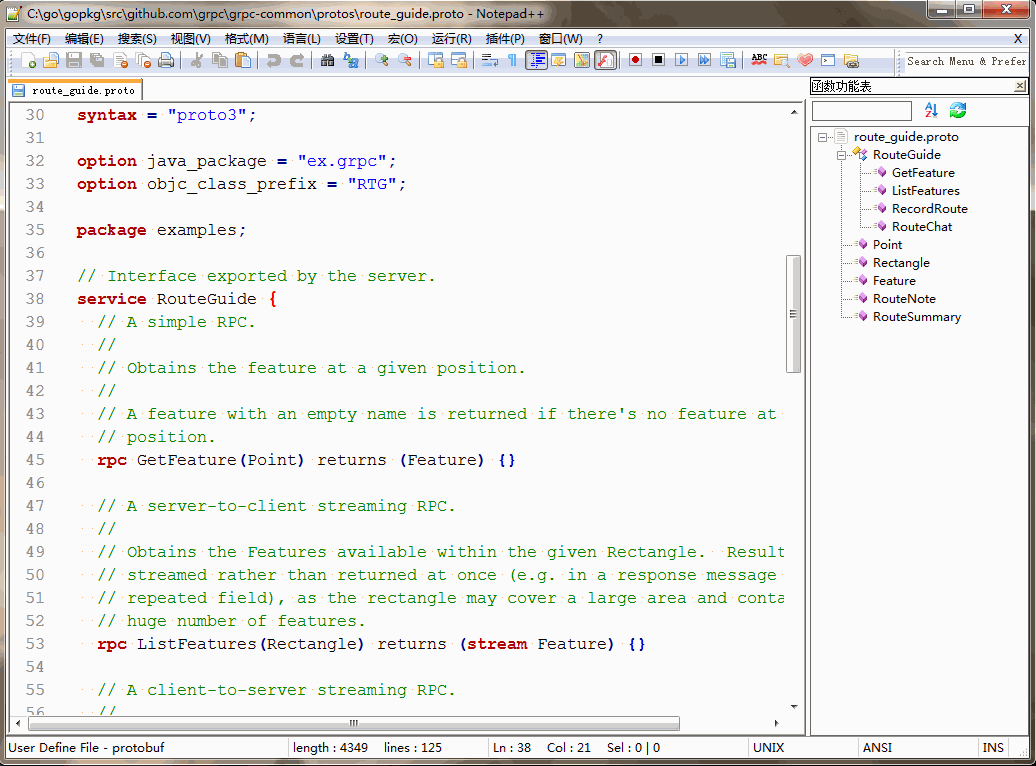 C:\go\gopkg\src\github.com\grpc\grpc-common\protos\route_guide.proto - Notepad++
文件(F) 编辑(E) 搜索(S) 视图(V) 格式(M) 语言(L) 设置(T) 宏(O) 运行(R) 插件(P) 窗口(W) ? X
ABC
Search Menu & Prefer
route_guide.proto
函数功能表
30 syntax = "proto3";
31
32 option java_package = "ex.grpc";
33 option objc_class_prefix = "RTG";
34
35 package examples;
36
37 // Interface exported by the server.
38 service RouteGuide {
39 // A simple RPC.
40 //
41 // Obtains the feature at a given position.
42 //
43 // A feature with an empty name is returned if there's no feature at
44 // position.
45 rpc GetFeature(Point) returns (Feature) {}
46
47 // A server-to-client streaming RPC.
48 //
49 // Obtains the Features available within the given Rectangle.  Result
50 // streamed rather than returned at once (e.g. in a response message
51 // repeated field), as the rectangle may cover a large area and conta
52 // huge number of features.
53 rpc ListFeatures(Rectangle) returns (stream Feature) {}
54
55 // A client-to-server streaming RPC.
56 //
route_guide.proto
RouteGuide
GetFeature
ListFeatures
RecordRoute
RouteChat
Point
Rectangle
Feature
RouteNote
RouteSummary
User Define File - protobuf length : 4349 lines : 125 Ln : 38 Col : 21 Sel : 0 | 0 UNIX ANSI INS